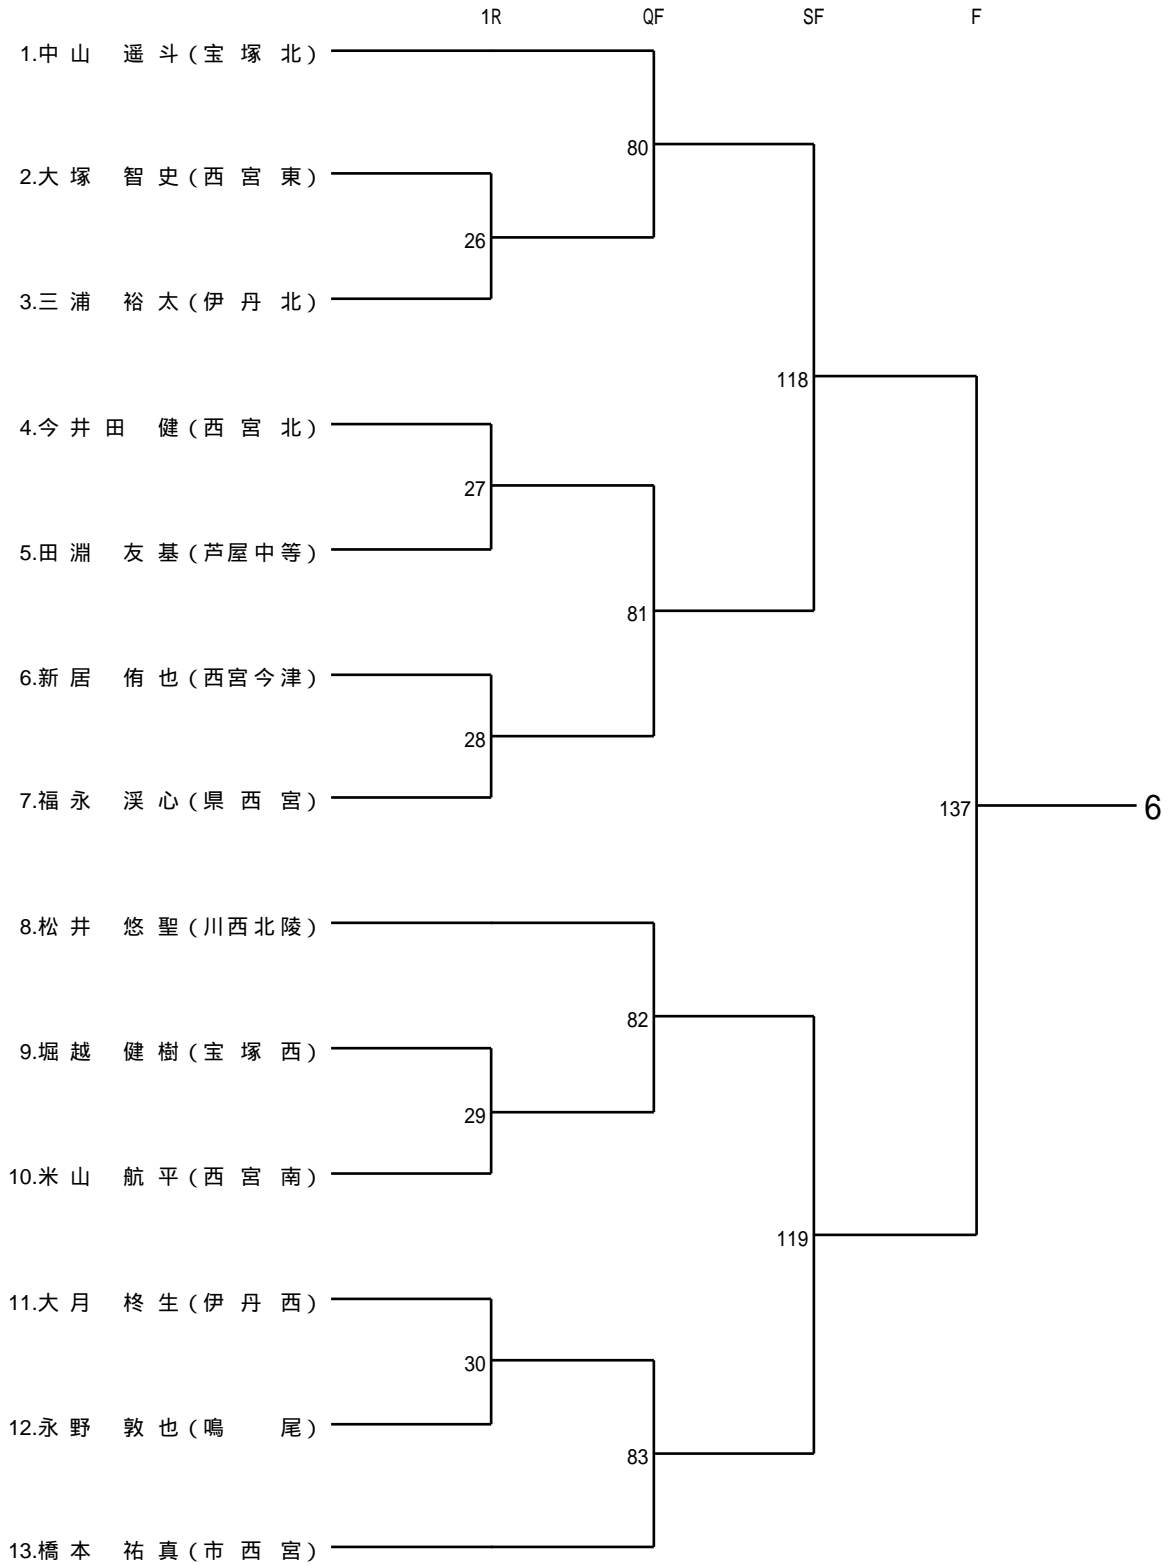 1R QF SF F
1.中山 遥斗(宝塚北)
80
2.大塚 智史(西宮東)
26
3.三浦 裕太(伊丹北)
118
4.今井田 健(西宮北)
27
5.田淵 友基(芦屋中等)
81
6.新居 侑也(西宮今津)
28
7.福永 渓心(県西宮)
137
6
8.松井 悠聖(川西北陵)
82
9.堀越 健樹(宝塚西)
29
10.米山 航平(西宮南)
119
11.大月 柊生(伊丹西)
30
12.永野 敦也(鳴尾)
83
13.橋本 祐真(市西宮)